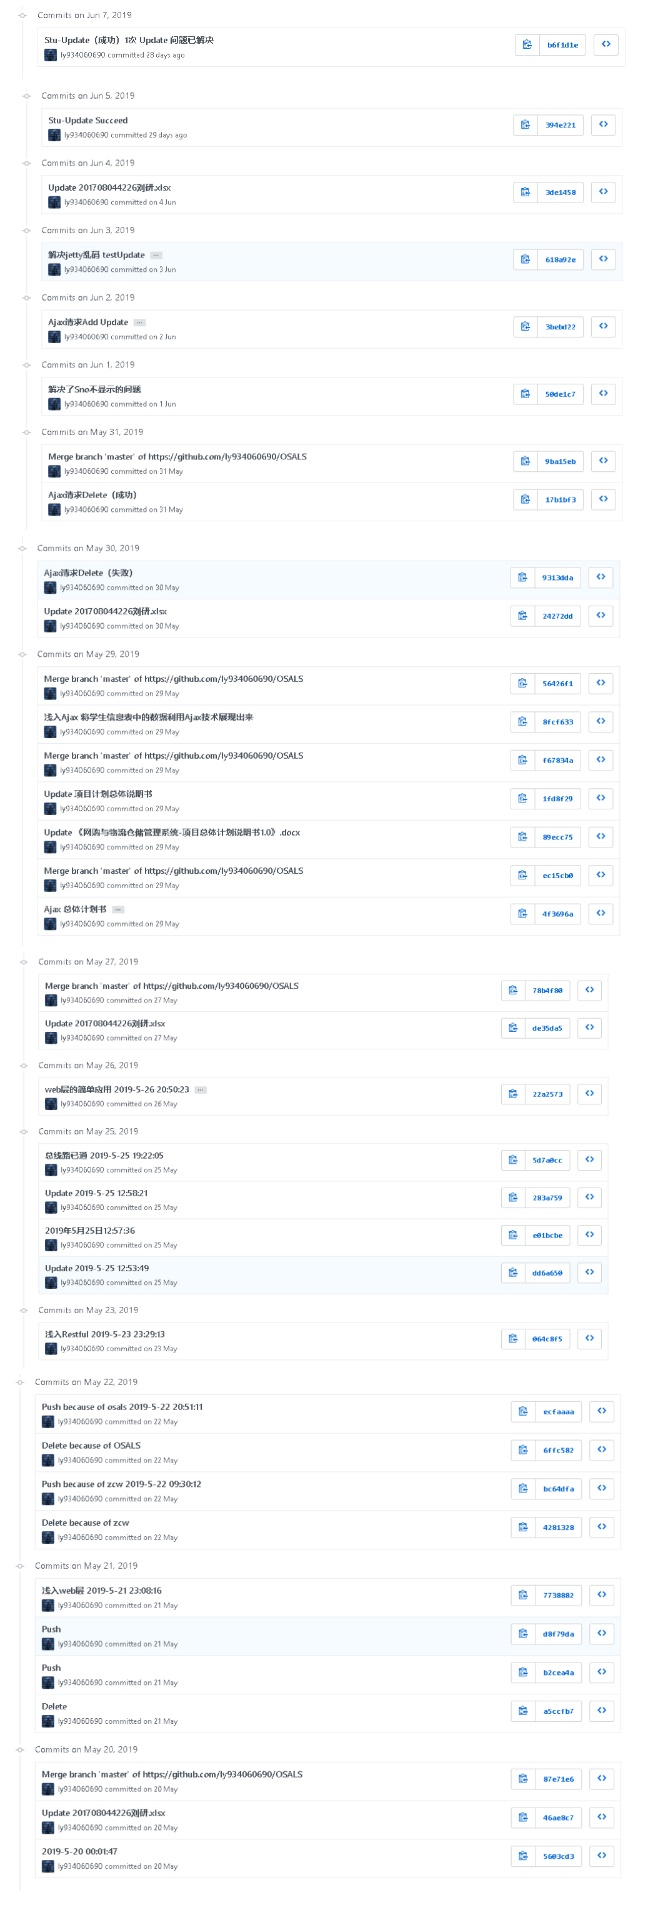 Commits on Jun 7, 2019
Stu-Update（成功）1次 Update 问题已解决
ly934060690 committed 28 days ago
b6f1d1e
Commits on Jun 5, 2019
Stu-Update Succeed
ly934060690 committed 29 days ago
394e221
Commits on Jun 4, 2019
Update 201708044226刘研.xlsx
ly934060690 committed on 4 Jun
3de1458
Commits on Jun 3, 2019
解决jetty乱码 testUpdate
ly934060690 committed on 3 Jun
618a92e
Commits on Jun 2, 2019
Ajax请求Add Update
ly934060690 committed on 2 Jun
3bebd22
Commits on Jun 1, 2019
解决了Sno不显示的问题
ly934060690 committed on 1 Jun
50de1c7
Commits on May 31, 2019
Merge branch 'master' of https://github.com/ly934060690/OSALS
ly934060690 committed on 31 May
9ba15eb
Ajax请求Delete（成功）
ly934060690 committed on 31 May
17b1bf3
Commits on May 30, 2019
Ajax请求Delete（失败）
ly934060690 committed on 30 May
9313dda
Update 201708044226刘研.xlsx
ly934060690 committed on 30 May
24272dd
Commits on May 29, 2019
Merge branch 'master' of https://github.com/ly934060690/OSALS
ly934060690 committed on 29 May
56426f1
浅入Ajax 将学生信息表中的数据利用Ajax技术展现出来
ly934060690 committed on 29 May
8fcf633
Merge branch 'master' of https://github.com/ly934060690/OSALS
ly934060690 committed on 29 May
f67834a
Update 项目计划总体说明书
ly934060690 committed on 29 May
1fd8f29
Update 《网购与物流仓储管理系统-项目总体计划说明书1.0》.docx
ly934060690 committed on 29 May
89ecc75
Merge branch 'master' of https://github.com/ly934060690/OSALS
ly934060690 committed on 29 May
ec15cb0
Ajax 总体计划书
ly934060690 committed on 29 May
4f3696a
Commits on May 27, 2019
Merge branch 'master' of https://github.com/ly934060690/OSALS
ly934060690 committed on 27 May
78b4f80
Update 201708044226刘研.xlsx
ly934060690 committed on 27 May
de35da5
Commits on May 26, 2019
web层的简单应用 2019-5-26 20:50:23
ly934060690 committed on 26 May
22a2573
Commits on May 25, 2019
总线路已通 2019-5-25 19:22:05
ly934060690 committed on 25 May
5d7a0cc
Update 2019-5-25 12:58:21
ly934060690 committed on 25 May
283a759
2019年5月25日12:57:36
ly934060690 committed on 25 May
e01bcbe
Update 2019-5-25 12:53:49
ly934060690 committed on 25 May
dd6a650
Commits on May 23, 2019
浅入Restful 2019-5-23 23:29:13
ly934060690 committed on 23 May
064c8f5
Commits on May 22, 2019
Push because of osals 2019-5-22 20:51:11
ly934060690 committed on 22 May
ecfaaaa
Delete because of OSALS
ly934060690 committed on 22 May
6ffc582
Push because of zcw 2019-5-22 09:30:12
ly934060690 committed on 22 May
bc64dfa
Delete because of zcw
ly934060690 committed on 22 May
4281328
Commits on May 21, 2019
浅入web层 2019-5-21 23:08:16
ly934060690 committed on 21 May
7738882
Push
ly934060690 committed on 21 May
d8f79da
Push
ly934060690 committed on 21 May
b2cea4a
Delete
ly934060690 committed on 21 May
a5ccfb7
Commits on May 20, 2019
Merge branch 'master' of https://github.com/ly934060690/OSALS
ly934060690 committed on 20 May
87e71e6
Update 201708044226刘研.xlsx
ly934060690 committed on 20 May
46ae8c7
2019-5-20 00:01:47
ly934060690 committed on 20 May
5603cd3